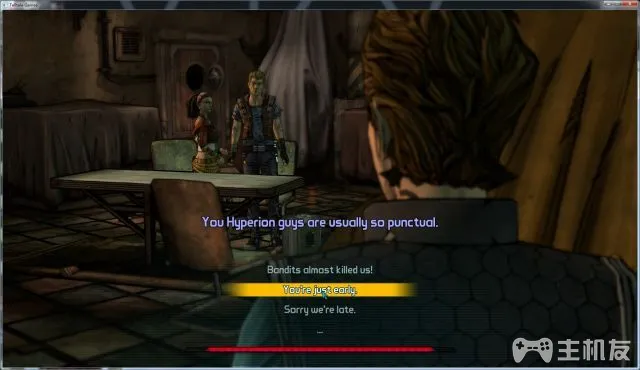 Telltale Games
You Hyperion guys are usually so punctual.
Bandits almost killed us!
You're just early.
Sorry we're late.
...
主机友